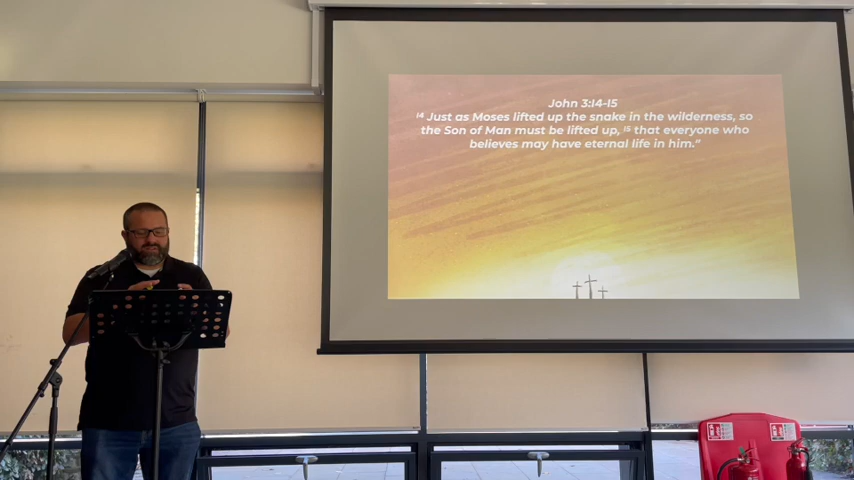 John 3:14-15
¹⁴ Just as Moses lifted up the snake in the wilderness, so
the Son of Man must be lifted up, ¹⁵ that everyone who
believes may have eternal life in him."